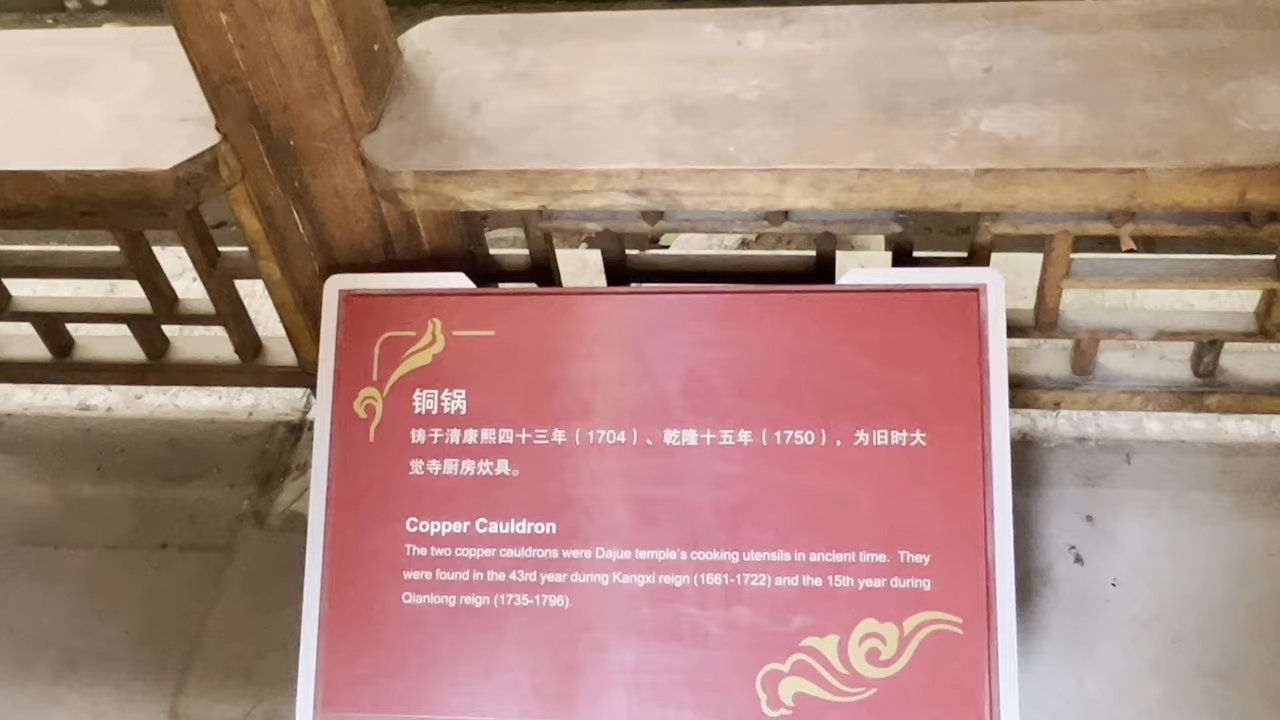 铜锅
铸于清康熙四十三年（1704）、乾隆十五年（1750），为旧时大
觉寺厨房炊具。
Copper Cauldron
The two copper cauldrons were Dajue temple's cooking utensils in ancient time. They
were found in the 43rd year during Kangxi reign (1661-1722) and the 15th year during
Qianlong reign (1735-1796).